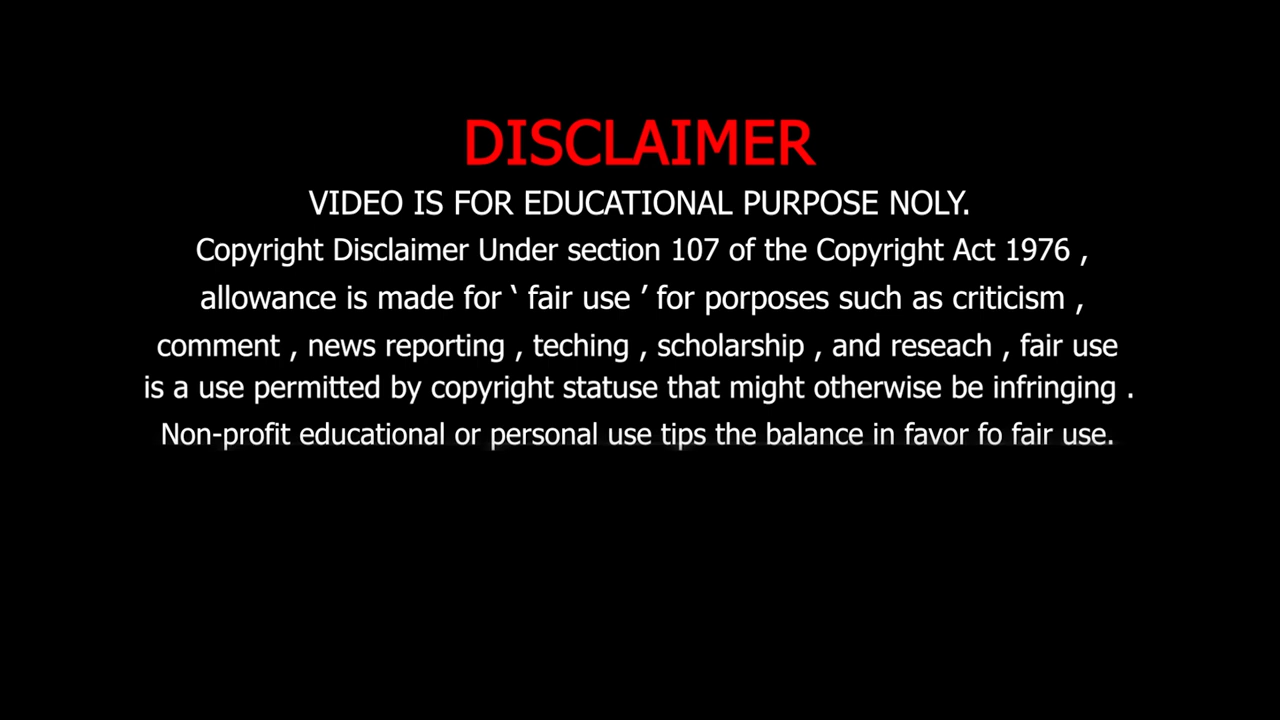 DISCLAIMER
VIDEO IS FOR EDUCATIONAL PURPOSE NOLY.
Copyright Disclaimer Under section 107 of the Copyright Act 1976 ,
allowance is made for ‘ fair use ’ for porposes such as criticism ,
comment , news reporting , teching , scholarship , and reseach , fair use
is a use permitted by copyright statuse that might otherwise be infringing .
Non-profit educational or personal use tips the balance in favor fo fair use.